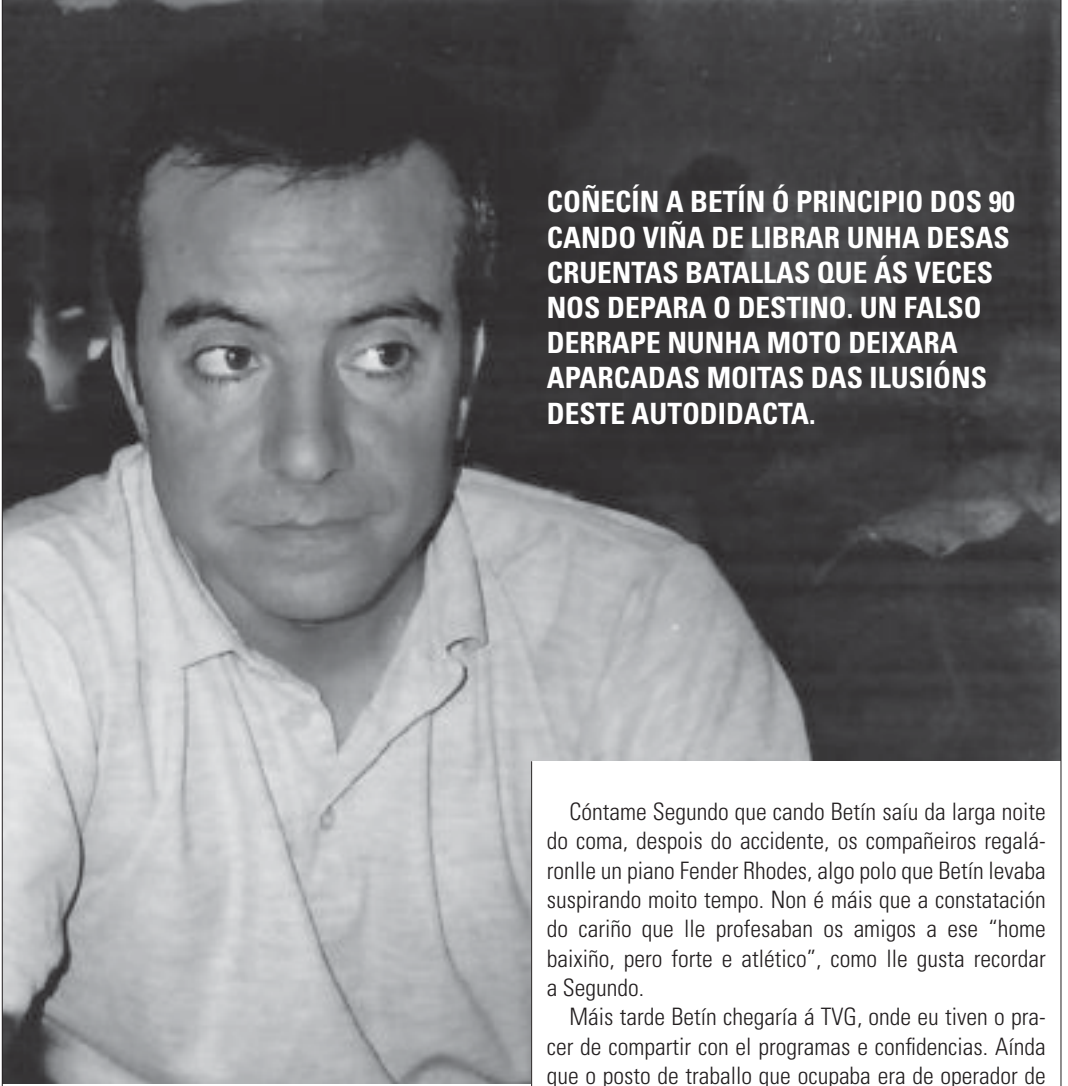 COÑECÍN A BETÍN Ó PRINCIPIO DOS 90
CANDO VIÑA DE LIBRAR UNHA DESAS
CRUENTAS BATALLAS QUE ÁS VECES
NOS DEPARA O DESTINO. UN FALSO
DERRAPE NUNHA MOTO DEIXARA
APARCADAS MOITAS DAS ILUSIÓNS
DESTE AUTODIDACTA.
Cóntame Segundo que cando Betín saíu da larga noite
do coma, despois do accidente, os compañeiros regalá-
ronlle un piano Fender Rhodes, algo polo que Betín levaba
suspirando moito tempo. Non é máis que a constatación
do cariño que lle profesaban os amigos a ese “home
baixiño, pero forte e atlético”, como lle gusta recordar
a Segundo.
Máis tarde Betín chegaría á TVG, onde eu tiven o pra-
cer de compartir con el programas e confidencias. Aínda
que o posto de traballo que ocupaba era de operador de